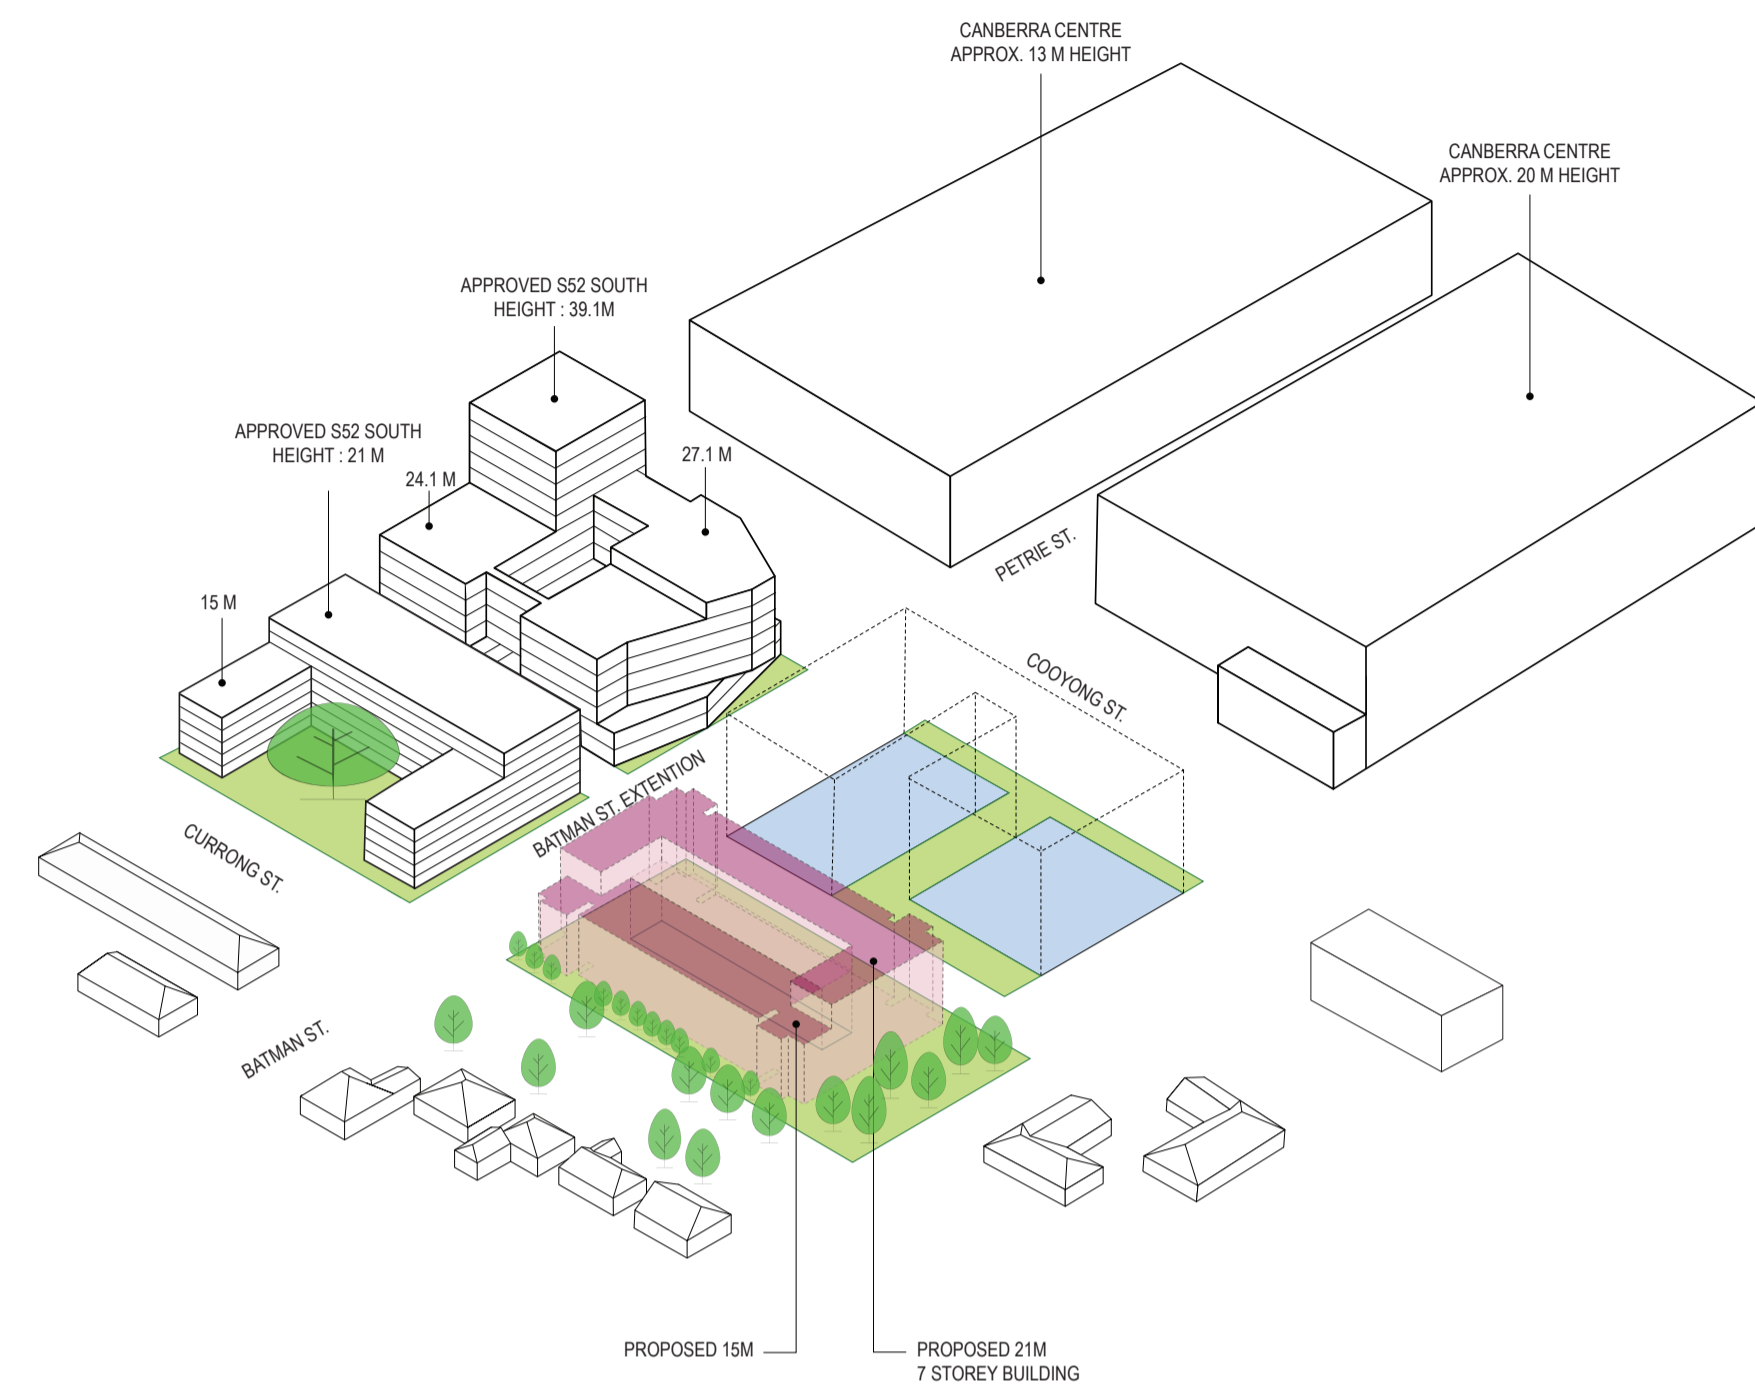 CANBERRA CENTRE
APPROX. 13 M HEIGHT
CANBERRA CENTRE
APPROX. 20 M HEIGHT
APPROVED S52 SOUTH
HEIGHT : 39.1M
APPROVED S52 SOUTH
HEIGHT : 21 M
24.1 M
27.1 M
15 M
PETRIE ST.
COOYONG ST.
BATMAN ST. EXTENTION
CURRONG ST.
BATMAN ST.
PROPOSED 15M
PROPOSED 21M
7 STOREY BUILDING